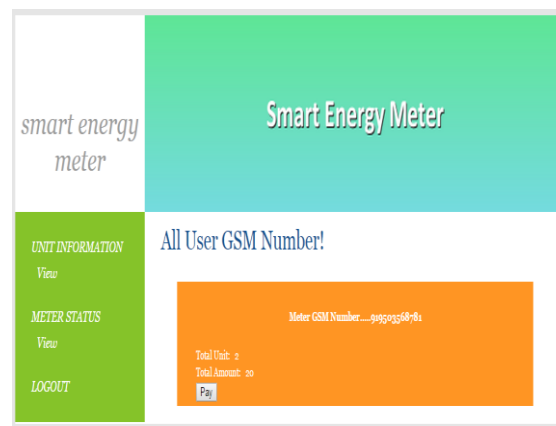 smart energy
meter
Smart Energy Meter
UNIT INFORMATION
View
METER STATUS
View
LOGOUT
All User GSM Number!
Meter GSM Number.....919503568781
Total Unit: 2
Total Amount: 20
Pay